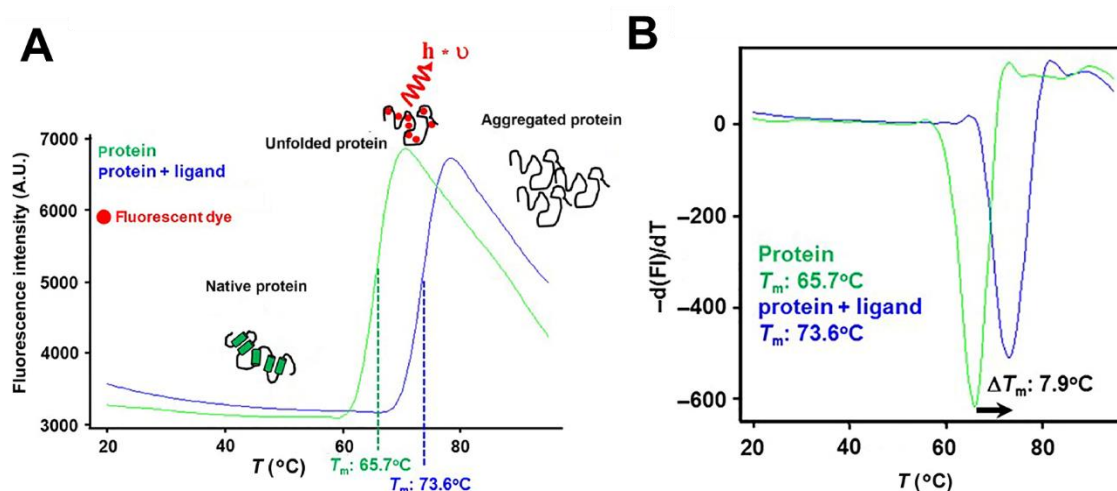 A
h * υ
7000
6000
5000
4000
3000
Fluorescence intensity (A.U.)
Protein
protein + ligand
Fluorescent dye
Unfolded protein
Aggregated protein
Native protein
20
40
60
80
T (°C)
Tm: 65.7°C
Tm: 73.6°C
B
0
−200
−400
−600
−d(FI)/dT
Protein
Tm: 65.7°C
protein + ligand
Tm: 73.6°C
ΔTm: 7.9°C
20
40
60
80
T (°C)